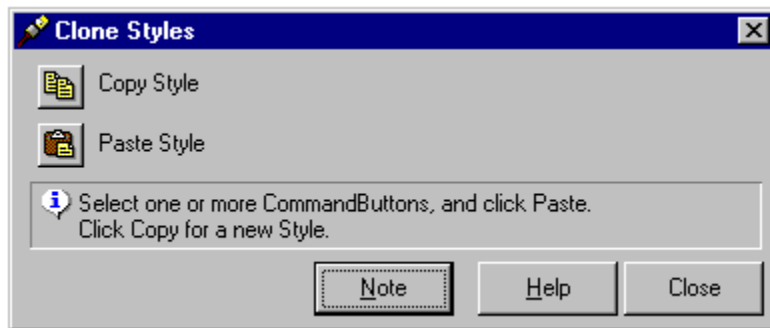 Clone Styles
Copy Style
Paste Style
Select one or more CommandButtons, and click Paste.
Click Copy for a new Style.
Note
Help
Close